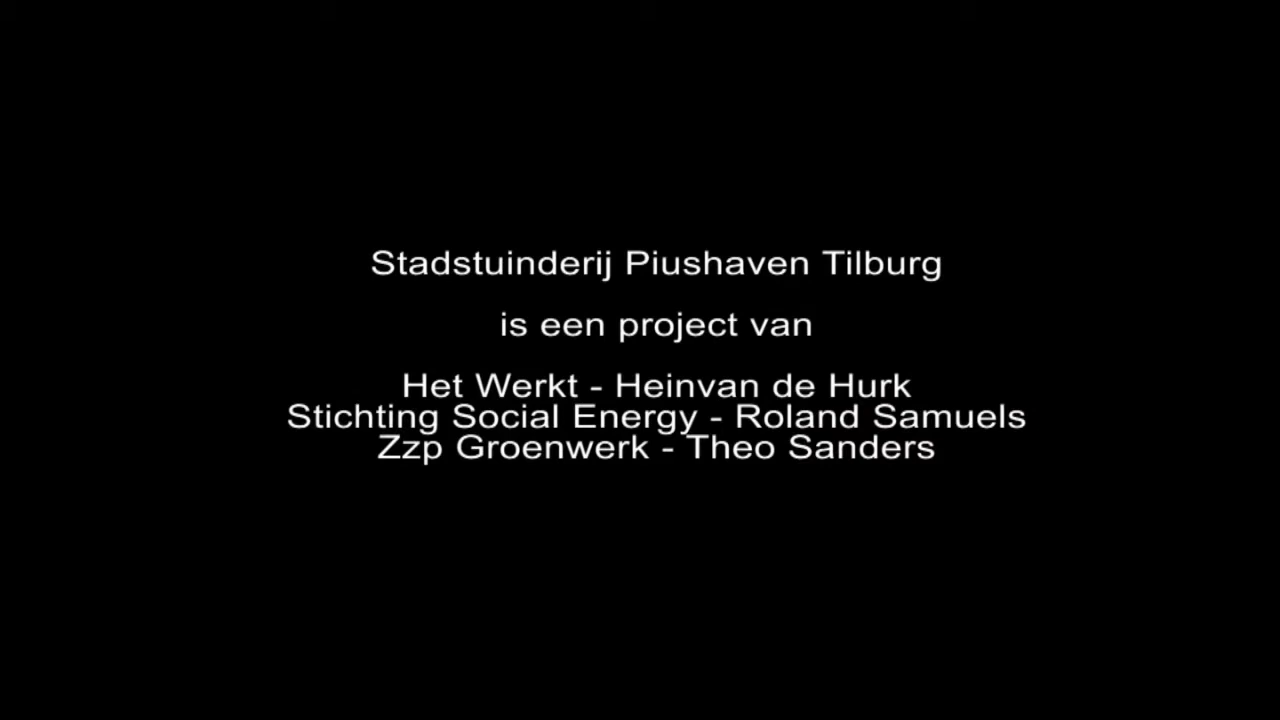 Stadstuinderij Piushaven Tilburg
is een project van
Het Werkt - Heinvan de Hurk
Stichting Social Energy - Roland Samuels
Zzp Groenwerk - Theo Sanders